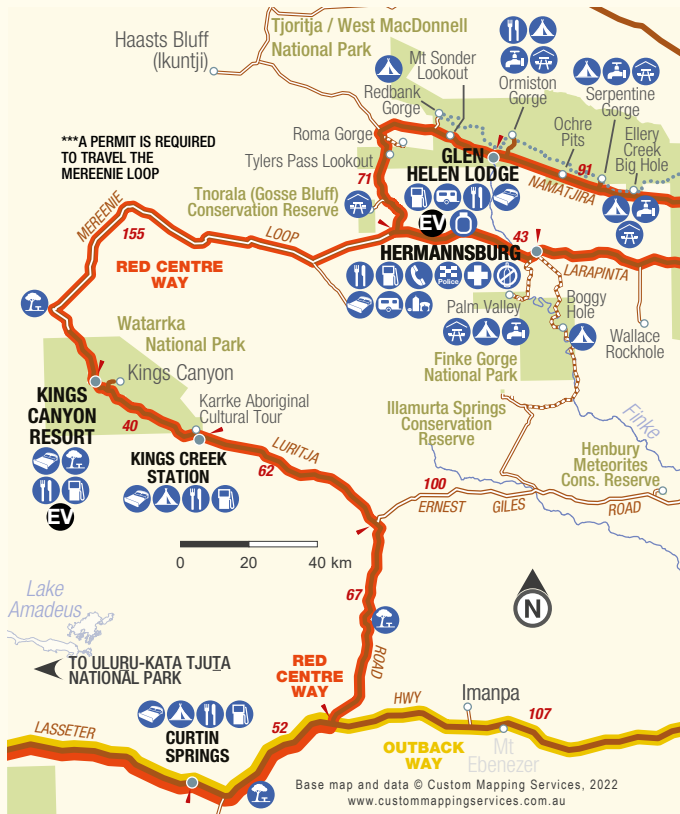 Tjoritja / West MacDonnell
National Park
Haasts Bluff
(Ikuntji)
Mt Sonder
Lookout
Redbank
Gorge
Ormiston
Gorge
Serpentine
Gorge
Ochre
Pits
Ellery
Creek
Big Hole
***A PERMIT IS REQUIRED
TO TRAVEL THE
MEREENIE LOOP
Roma Gorge
Tylers Pass Lookout
GLEN
HELEN LODGE
91
NAMATJIRA
71
Tnorala (Gosse Bluff)
Conservation Reserve
MEREENIE
LOOP
155
EV
HERMANNSBURG
43
LARAPINTA
RED CENTRE
WAY
Police
Palm Valley
Boggy
Hole
Wallace
Rockhole
Finke Gorge
National Park
Watarrka
National Park
Kings Canyon
KINGS
CANYON
RESORT
EV
Karrke Aboriginal
Cultural Tour
40
KINGS CREEK
STATION
LURITJA
62
Illamurta Springs
Conservation
Reserve
Finke
Henbury
Meteorites
Cons. Reserve
100
ERNEST GILES ROAD
0 20 40 km
67
ROAD
N
Lake
Amadeus
TO ULURU-KATA TJUṮA
NATIONAL PARK
RED
CENTRE
WAY
LASSETER
CURTIN
SPRINGS
52
HWY
Imanpa
107
OUTBACK
WAY
Mt
Ebenezer
Base map and data © Custom Mapping Services, 2022
www.custommappingservices.com.au